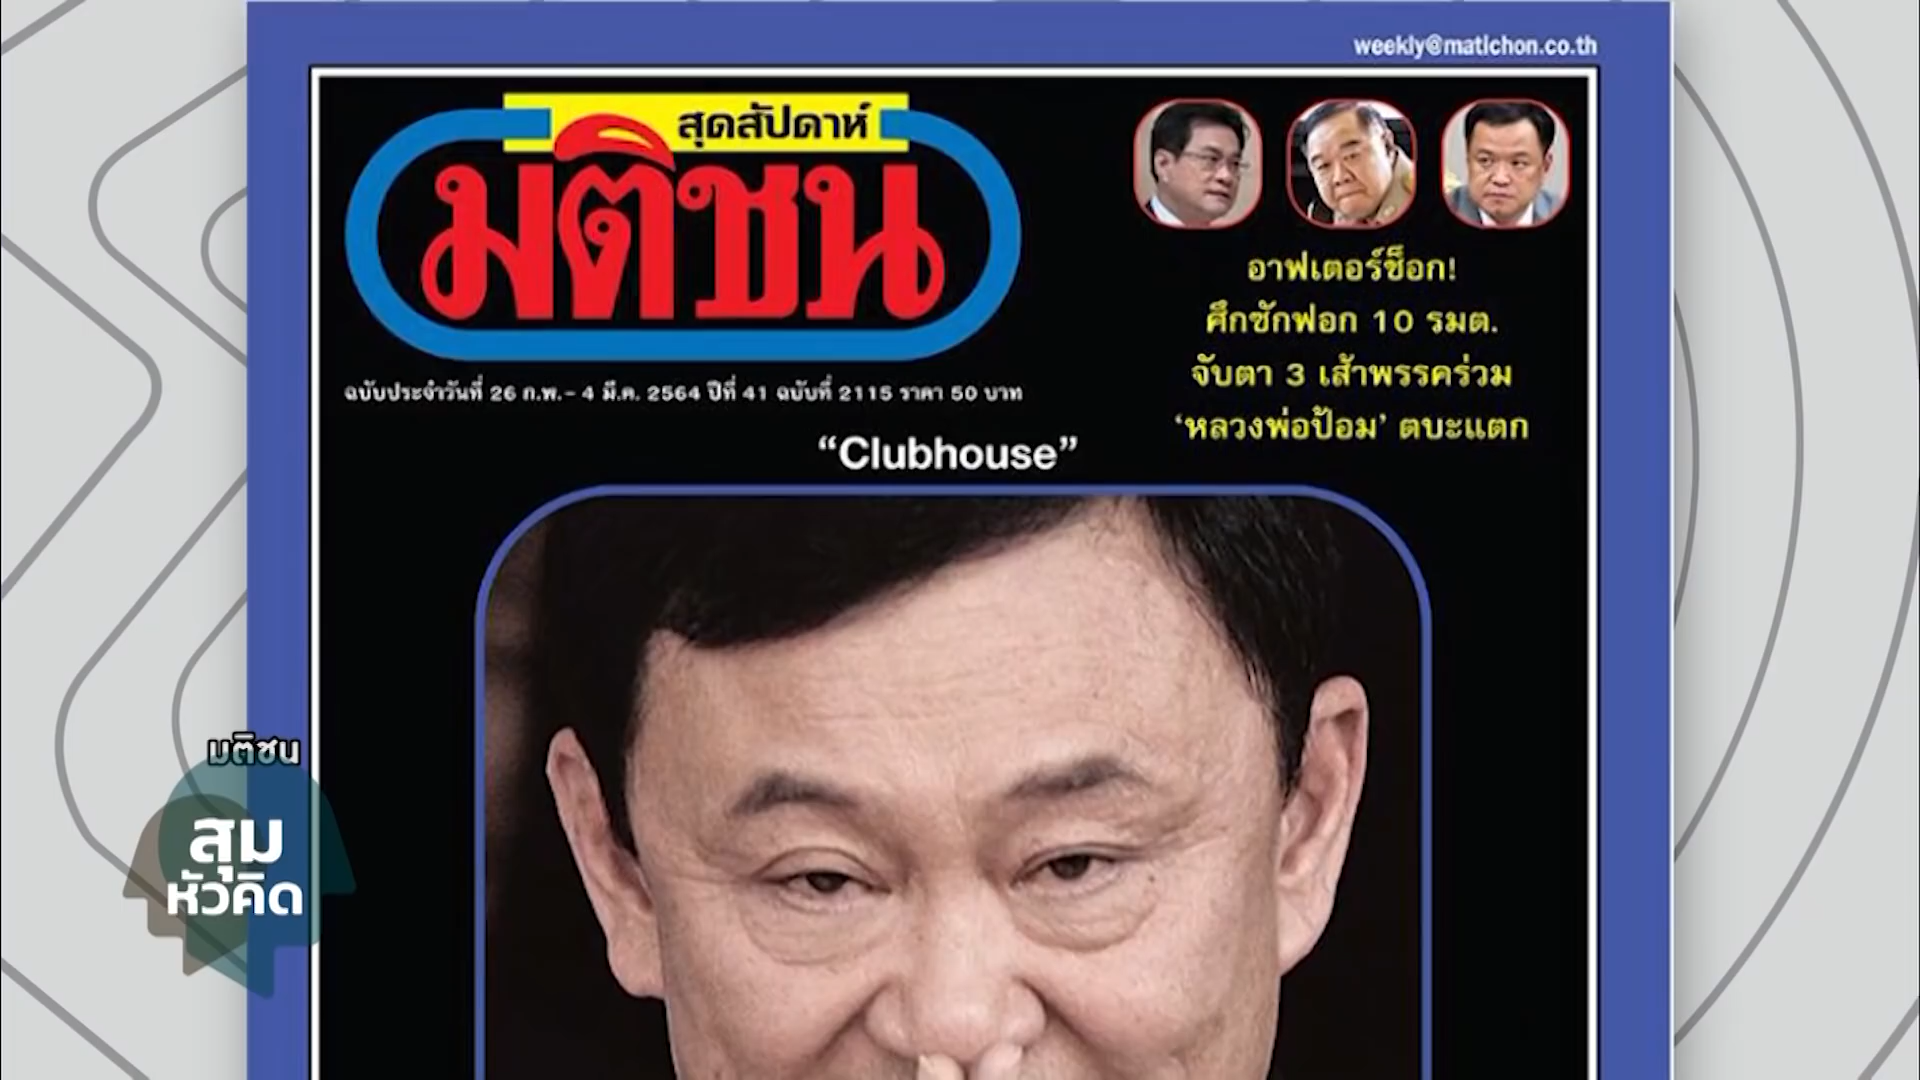 weekly@matichon.co.th
สุดสัปดาห์
มติชน
อาฟเตอร์ช็อก!
ศึกซักฟอก 10 รมต.
จับตา 3 เส้าพรรคร่วม
‘หลวงพ่อป้อม’ ตบะแตก
ฉบับประจำวันที่ 26 ก.พ.- 4 มี.ค. 2564 ปีที่ 41 ฉบับที่ 2115 ราคา 50 บาท
“Clubhouse”
มติชน
สุม
หัวคิด